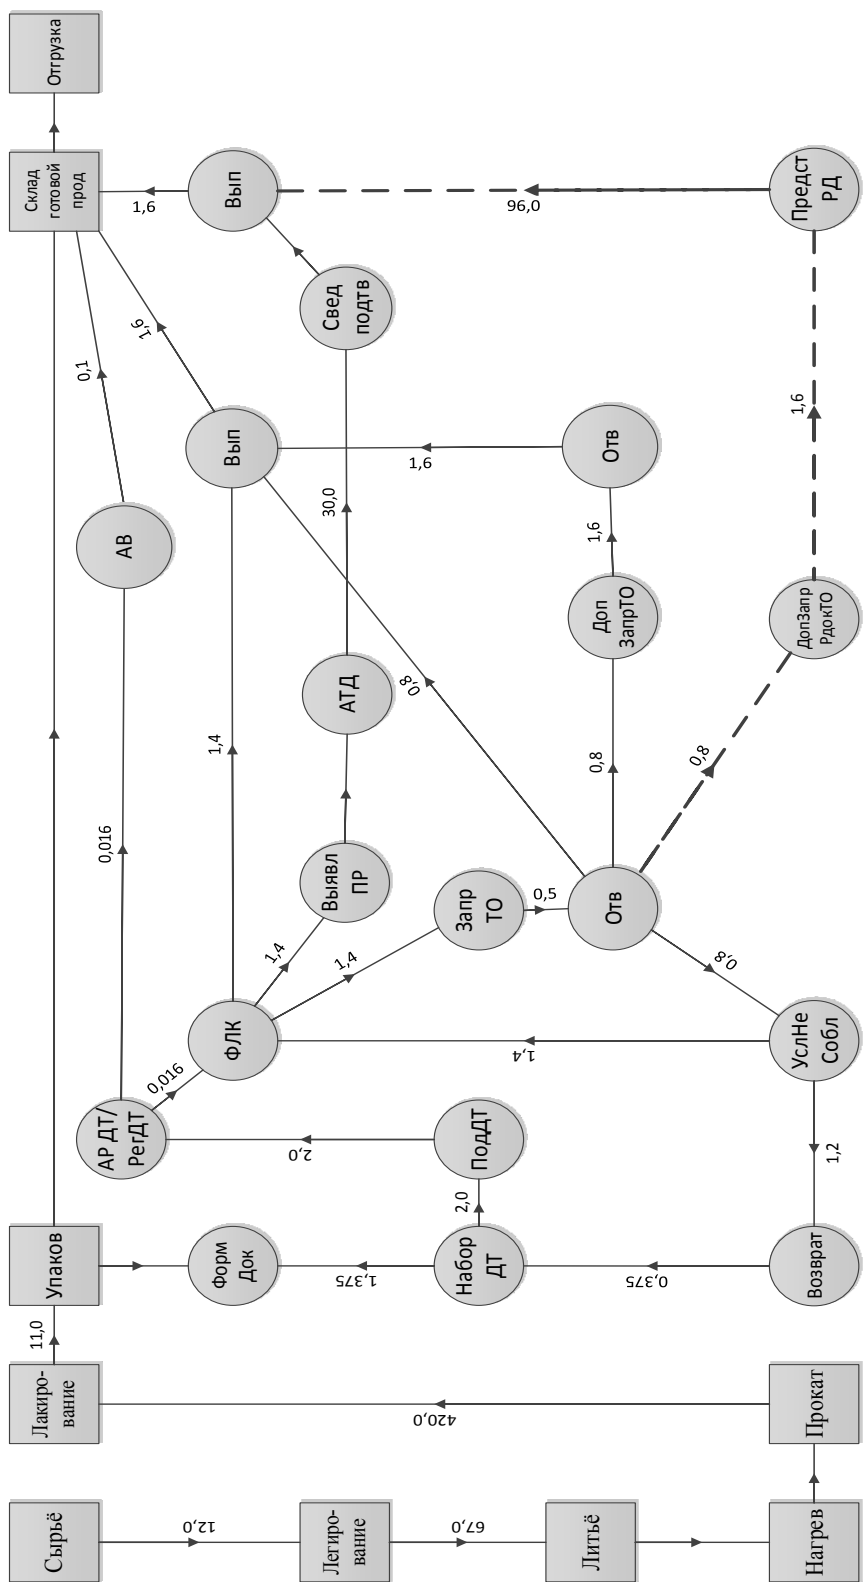 Сырьё
12,0
Легиро-
вание
67,0
Литьё
Нагрев
Прокат
420,0
Лакиро-
вание
11,0
Упаков
Форм
Док
1,375
Набор
ДТ
0,375
Возврат
2,0
ПодДТ
2,0
АР ДТ/
РегДТ
0,016
0,016
ФЛК
1,4
1,4
1,4
1,4
1,2
УслНе
Собл
0,8
Выявл
ПР
Запр
ТО
0,5
Отв
0,8
0,8
0,8
АТД
30,0
АВ
0,1
Доп
ЗапрТО
1,6
Отв
1,6
Вып
1,6
ДопЗапр
РдокТО
1,6
Предст
РД
96,0
Свед
подтв
Вып
1,6
Склад
готовой
прод
Отгрузка